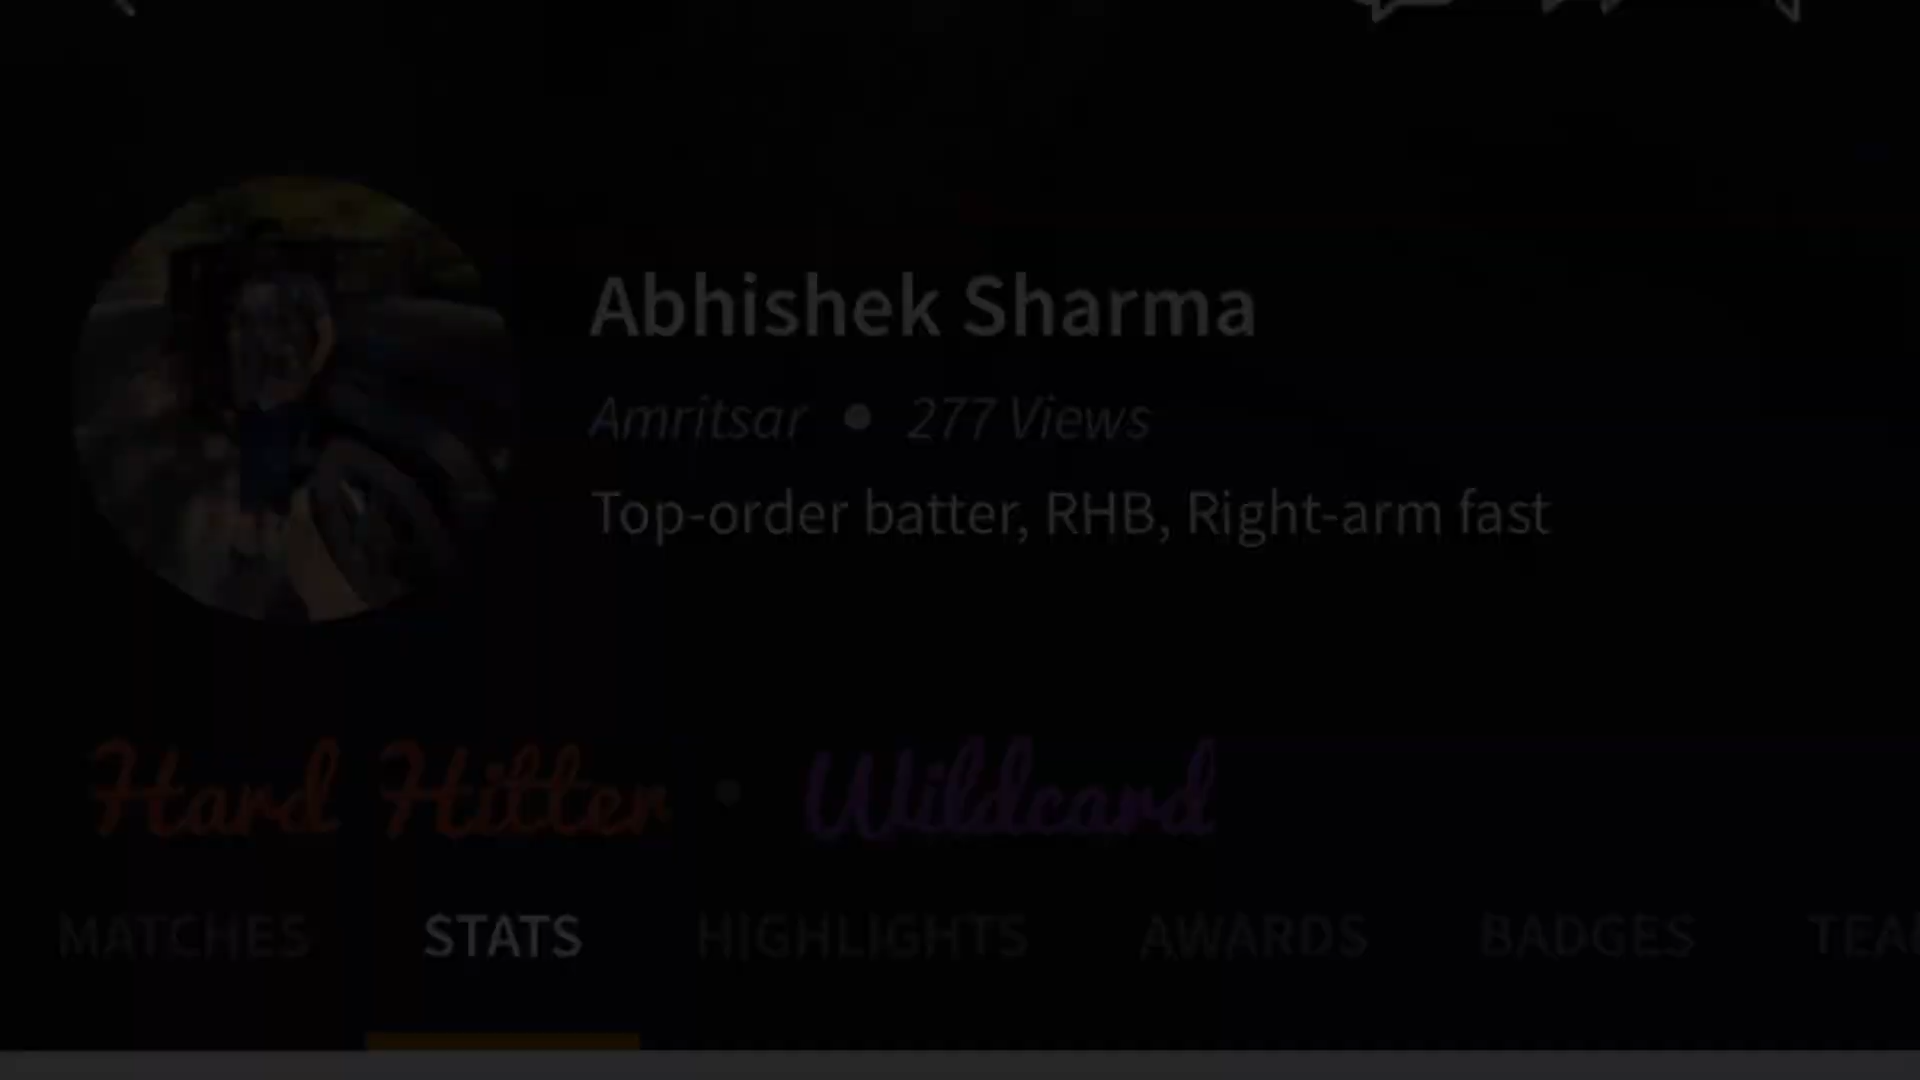 Abhishek Sharma
Amritsar • 277 Views
Top-order batter, RHB, Right-arm fast
Hard Hitter • Wildcard
MATCHES STATS HIGHLIGHTS AWARDS BADGES